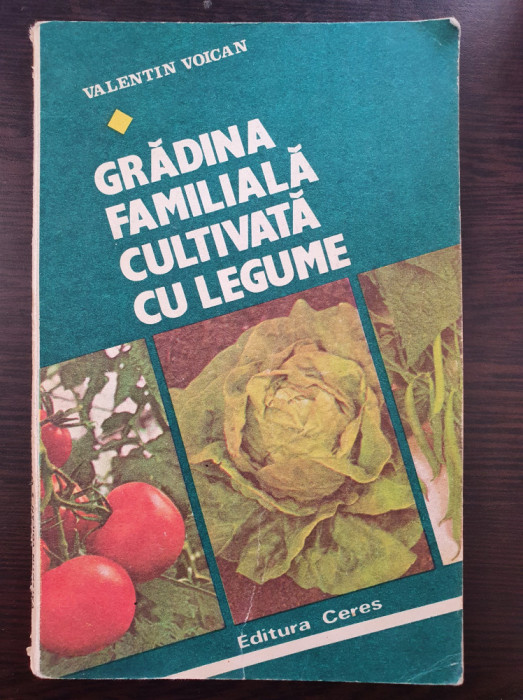 VALENTIN VOICAN
GRĂDINA
FAMILIALĂ
CULTIVATĂ
CU LEGUME
Editura Ceres